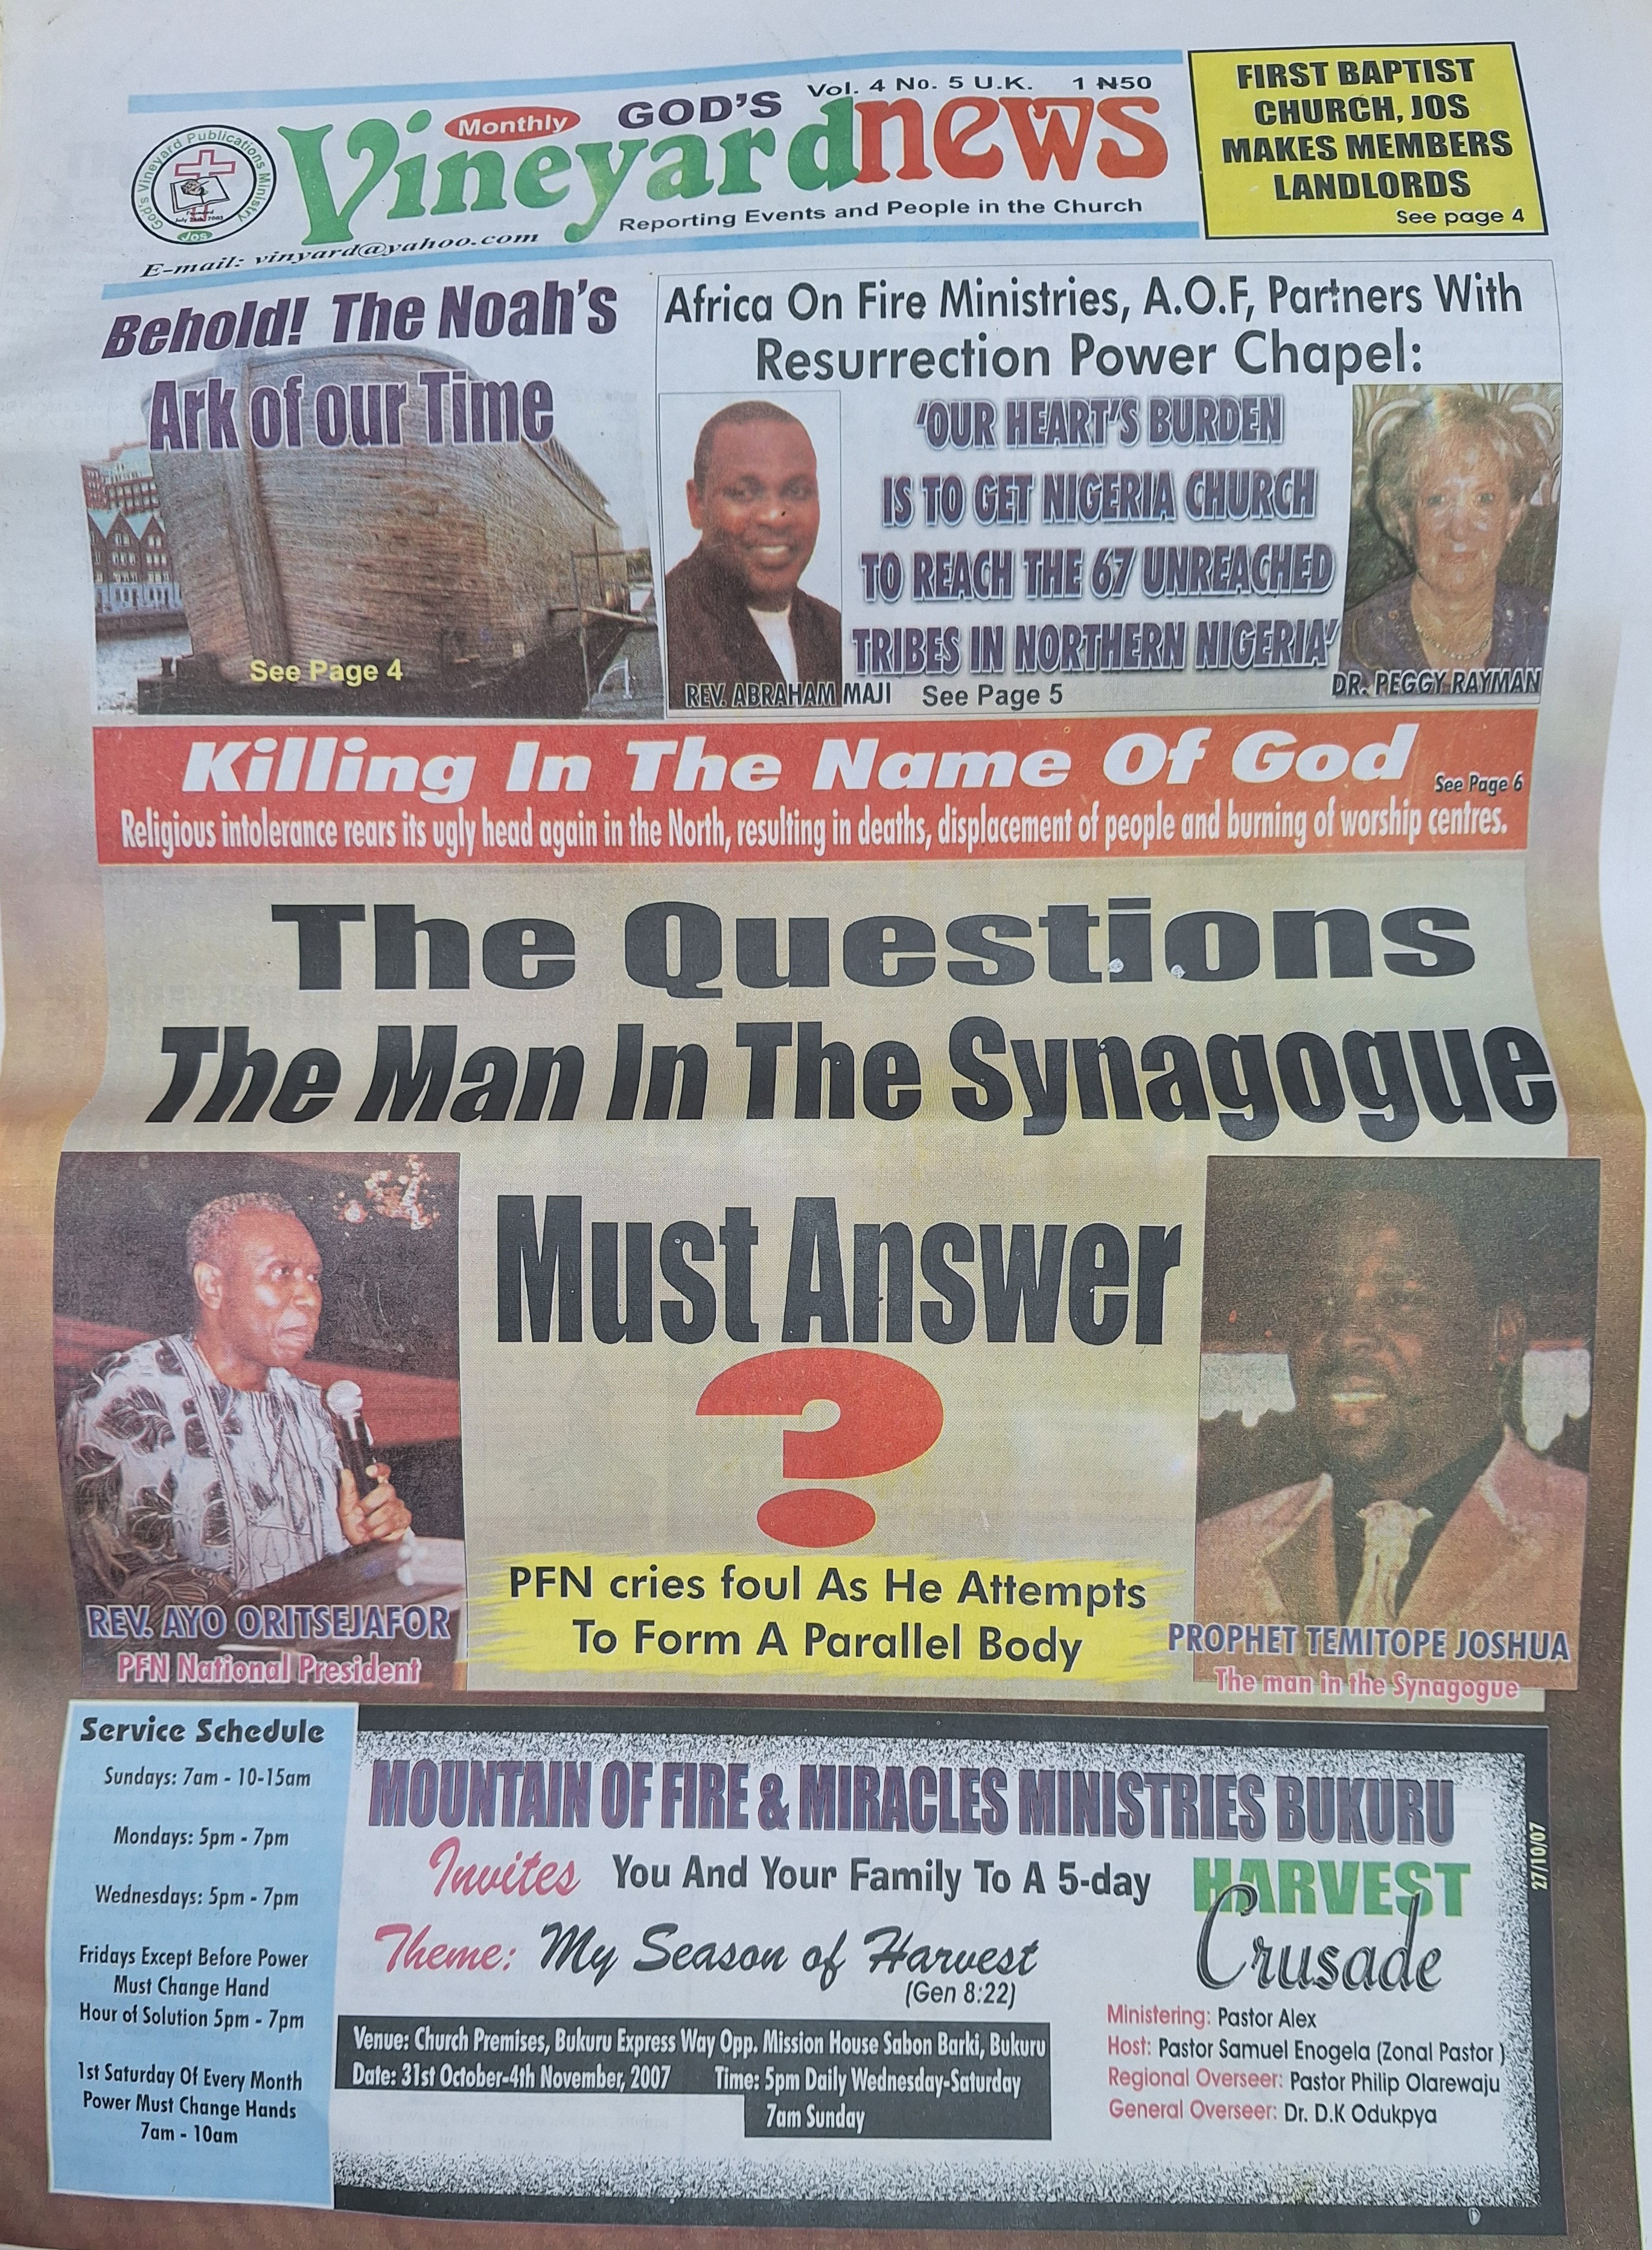 Vol. 4 No. 5 U.K. 1 ₦50
Monthly
GOD'S
Vineyardnews
Reporting Events and People in the Church
God's Vineyard Publications Ministry
Jos
E-mail: vinyard@yahoo.com
FIRST BAPTIST
CHURCH, JOS
MAKES MEMBERS
LANDLORDS
See page 4
Behold! The Noah's
Ark of our Time
See Page 4
Africa On Fire Ministries, A.O.F, Partners With
Resurrection Power Chapel:
'OUR HEART'S BURDEN
IS TO GET NIGERIA CHURCH
TO REACH THE 67 UNREACHED
TRIBES IN NORTHERN NIGERIA'
REV. ABRAHAM MAJI
See Page 5
DR. PEGGY RAYMAN
Killing In The Name Of God
See Page 6
Religious intolerance rears its ugly head again in the North, resulting in deaths, displacement of people and burning of worship centres.
The Questions
The Man In The Synagogue
Must Answer
?
PFN cries foul As He Attempts
To Form A Parallel Body
REV. AYO ORITSEJAFOR
PFN National President
PROPHET TEMITOPE JOSHUA
The man in the Synagogue
Service Schedule
Sundays: 7am - 10-15am
Mondays: 5pm - 7pm
Wednesdays: 5pm - 7pm
Fridays Except Before Power
Must Change Hand
Hour of Solution 5pm - 7pm
1st Saturday Of Every Month
Power Must Change Hands
7am - 10am
MOUNTAIN OF FIRE & MIRACLES MINISTRIES BUKURU
Invites You And Your Family To A 5-day
HARVEST
Crusade
Theme: My Season of Harvest
(Gen 8:22)
Venue: Church Premises, Bukuru Express Way Opp. Mission House Sabon Barki, Bukuru
Date: 31st October-4th November, 2007 Time: 5pm Daily Wednesday-Saturday
7am Sunday
Ministering: Pastor Alex
Host: Pastor Samuel Enogela (Zonal Pastor )
Regional Overseer: Pastor Philip Olarewaju
General Overseer: Dr. D.K Odukpya
27/10/07